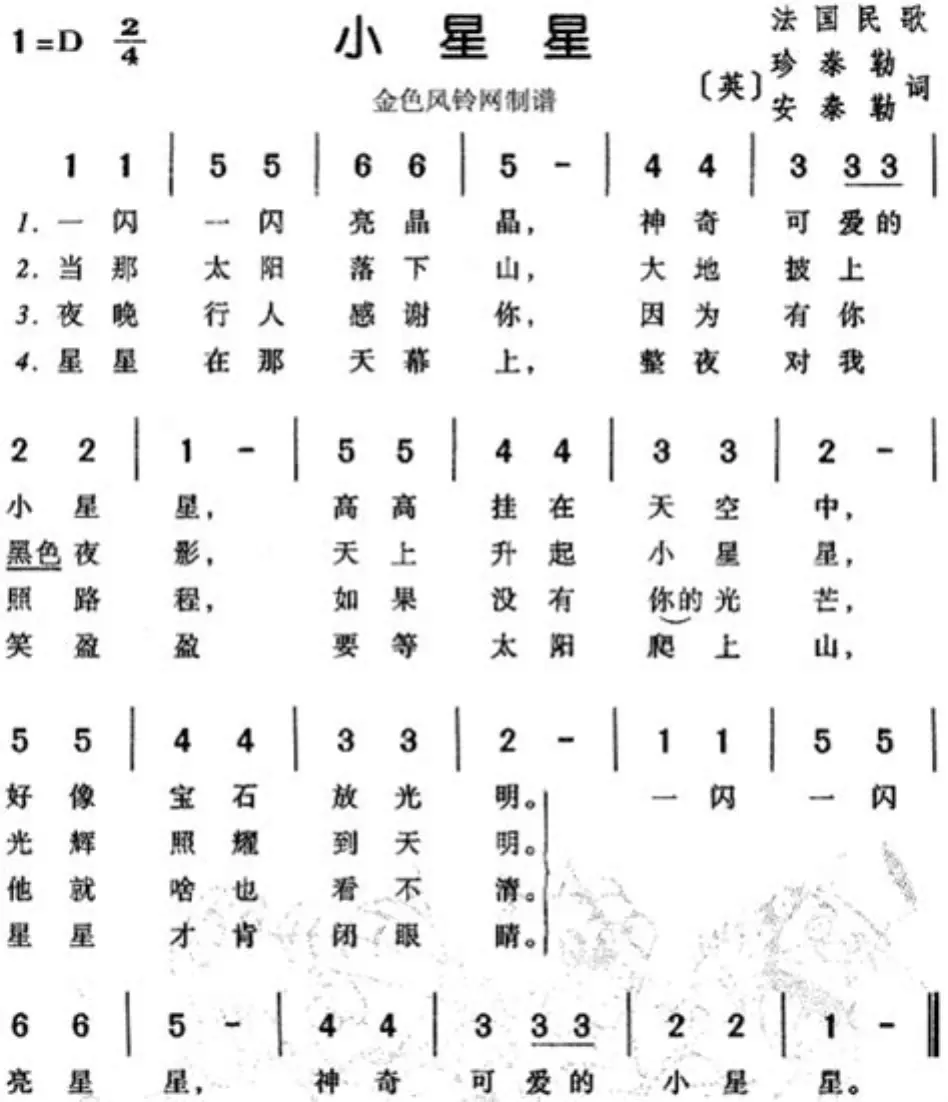 1=D 2/4 小星星 法国民歌
〔英〕珍泰勒 安泰勒 词
金色风铃网制谱
1 1 | 5 5 | 6 6 | 5 - | 4 4 | 3 3 3 |
1. 一闪 一闪 亮晶 晶, 神奇 可爱的
2. 当那 太阳 落下 山, 大地 披上
3. 夜晚 行人 感谢 你, 因为 有你
4. 星星 在那 天幕 上, 整夜 对我
2 2 | 1 - | 5 5 | 4 4 | 3 3 | 2 - |
小星 星, 高高 挂在 天空 中,
黑色夜 影, 天上 升起 小星 星,
照路 程, 如果 没有 你的光 芒,
笑盈 盈 要等 太阳 爬上 山,
5 5 | 4 4 | 3 3 | 2 - | 1 1 | 5 5 |
好像 宝石 放光 明。 一闪 一闪
光辉 照耀 到天 明。
他就 啥也 看不 清。
星星 才肯 闭眼 睛。
6 6 | 5 - | 4 4 | 3 3 3 | 2 2 | 1 - ‖
亮星 星, 神奇 可爱的 小星 星。